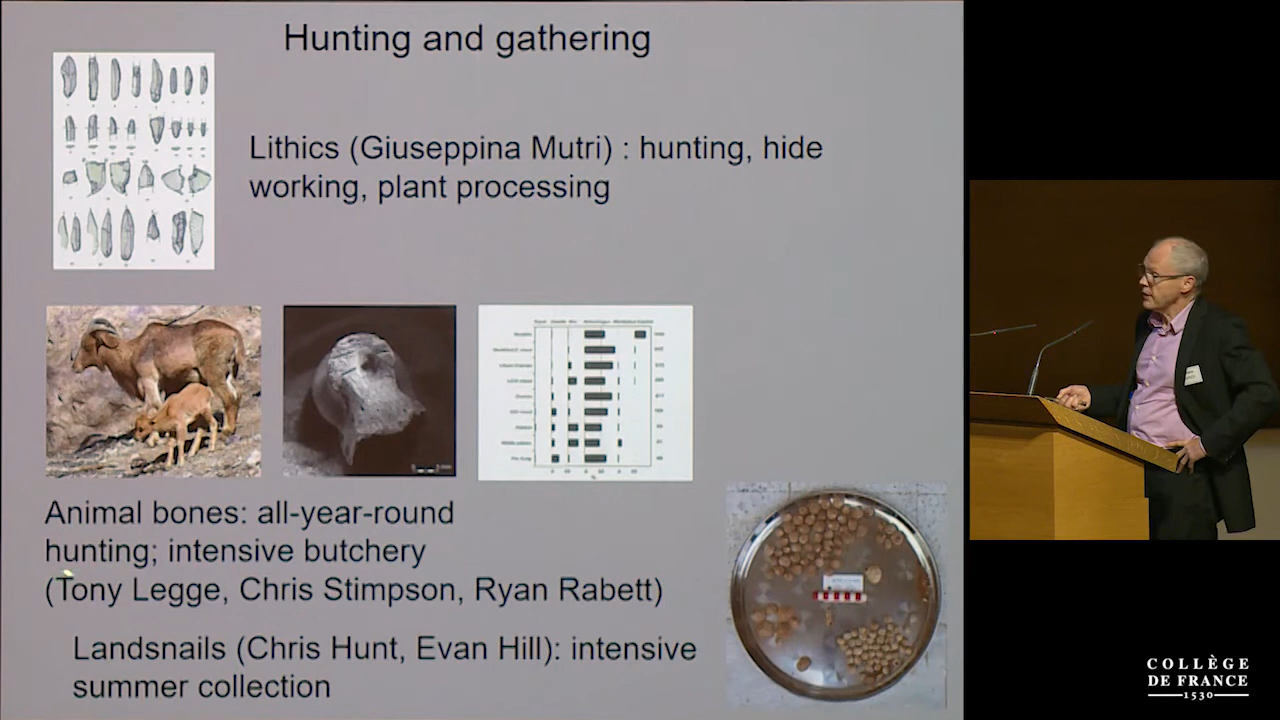 Hunting and gathering
Lithics (Giuseppina Mutri) : hunting, hide
working, plant processing
Animal bones: all-year-round
hunting; intensive butchery
(Tony Legge, Chris Stimpson, Ryan Rabett)
Landsnails (Chris Hunt, Evan Hill): intensive
summer collection
COLLÈGE
DE FRANCE
1530